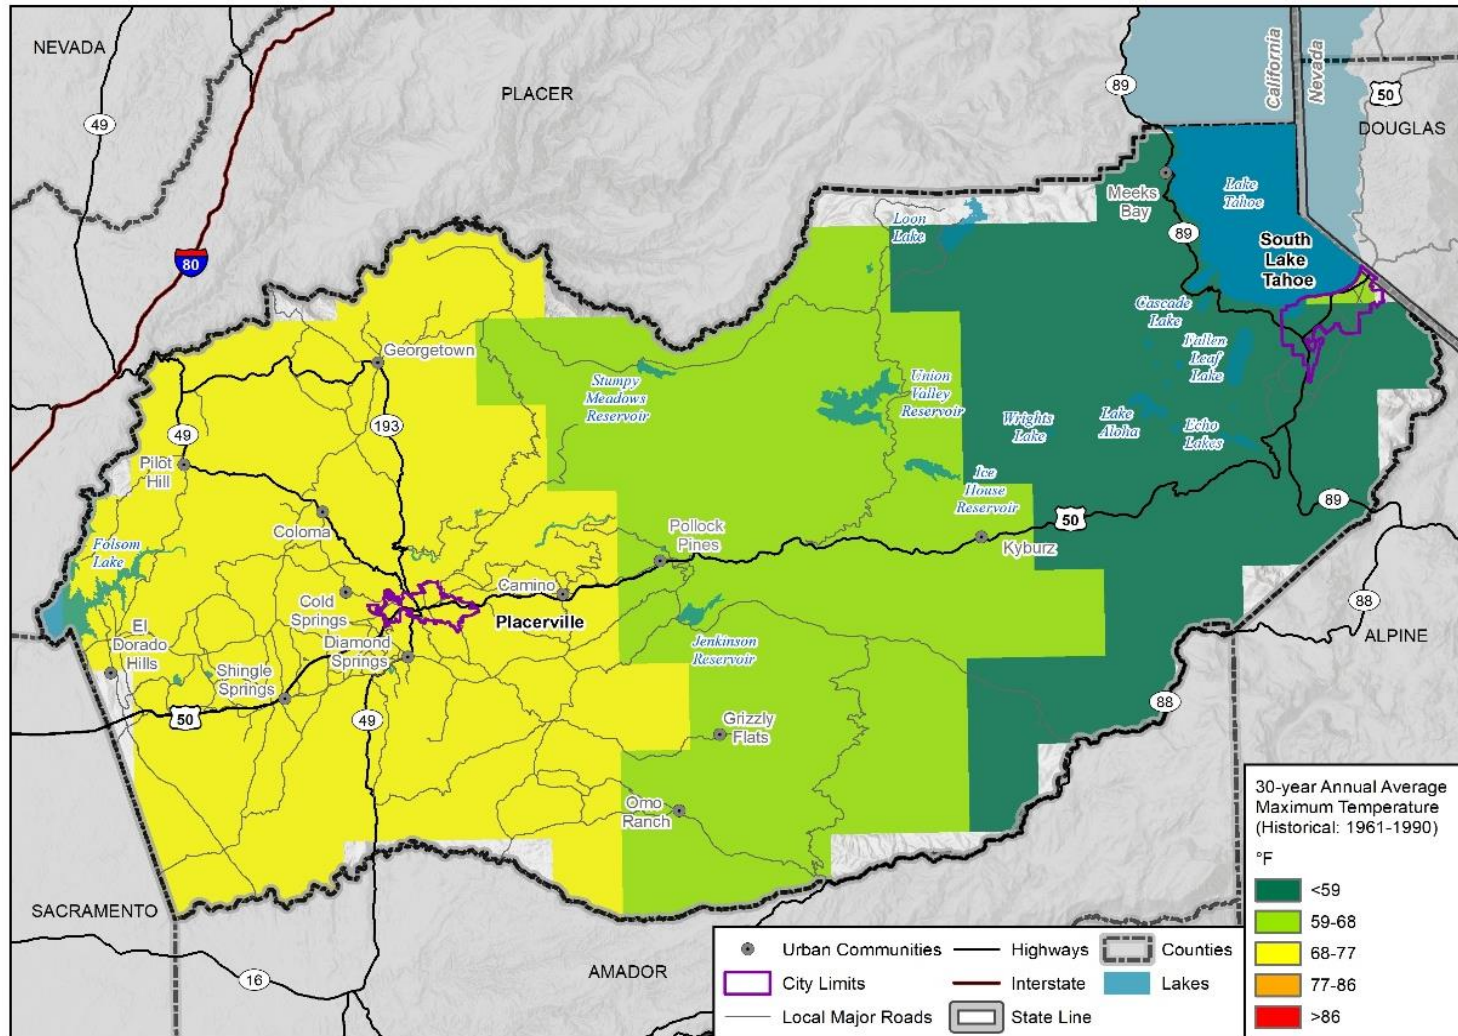 NEVADA
49
80
PLACER
89
California
Nevada
50
DOUGLAS
Meeks
Bay
Lake
Tahoe
89
South
Lake
Tahoe
Loon
Lake
Cascade
Lake
Fallen
Leaf
Lake
Georgetown
Stumpy
Meadows
Reservoir
Union
Valley
Reservoir
Wrights
Lake
Lake
Aloha
Echo
Lakes
49
193
Pilot
Hill
Coloma
Ice
House
Reservoir
50
89
Folsom
Lake
Pollock
Pines
Kyburz
Cold
Springs
Camino
Placerville
88
ALPINE
El
Dorado
Hills
Diamond
Springs
Jenkinson
Reservoir
Shingle
Springs
50
49
Grizzly
Flats
88
Omo
Ranch
SACRAMENTO
16
AMADOR
30-year Annual Average
Maximum Temperature
(Historical: 1961-1990)
°F
<59
59-68
68-77
77-86
>86
Urban Communities
Highways
Counties
City Limits
Interstate
Lakes
Local Major Roads
State Line